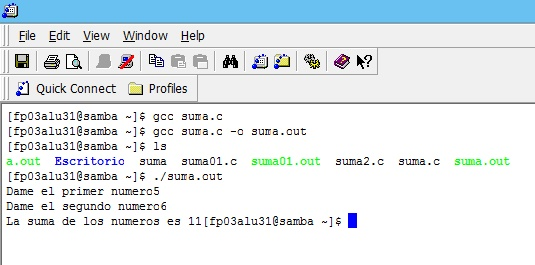 File Edit View Window Help
Quick Connect Profiles
[fp03alu31@samba ~]$ gcc suma.c
[fp03alu31@samba ~]$ gcc suma.c -o suma.out
[fp03alu31@samba ~]$ ls
a.out Escritorio suma suma01.c suma01.out suma2.c suma.c suma.out
[fp03alu31@samba ~]$ ./suma.out
Dame el primer numero5
Dame el segundo numero6
La suma de los numeros es 11[fp03alu31@samba ~]$